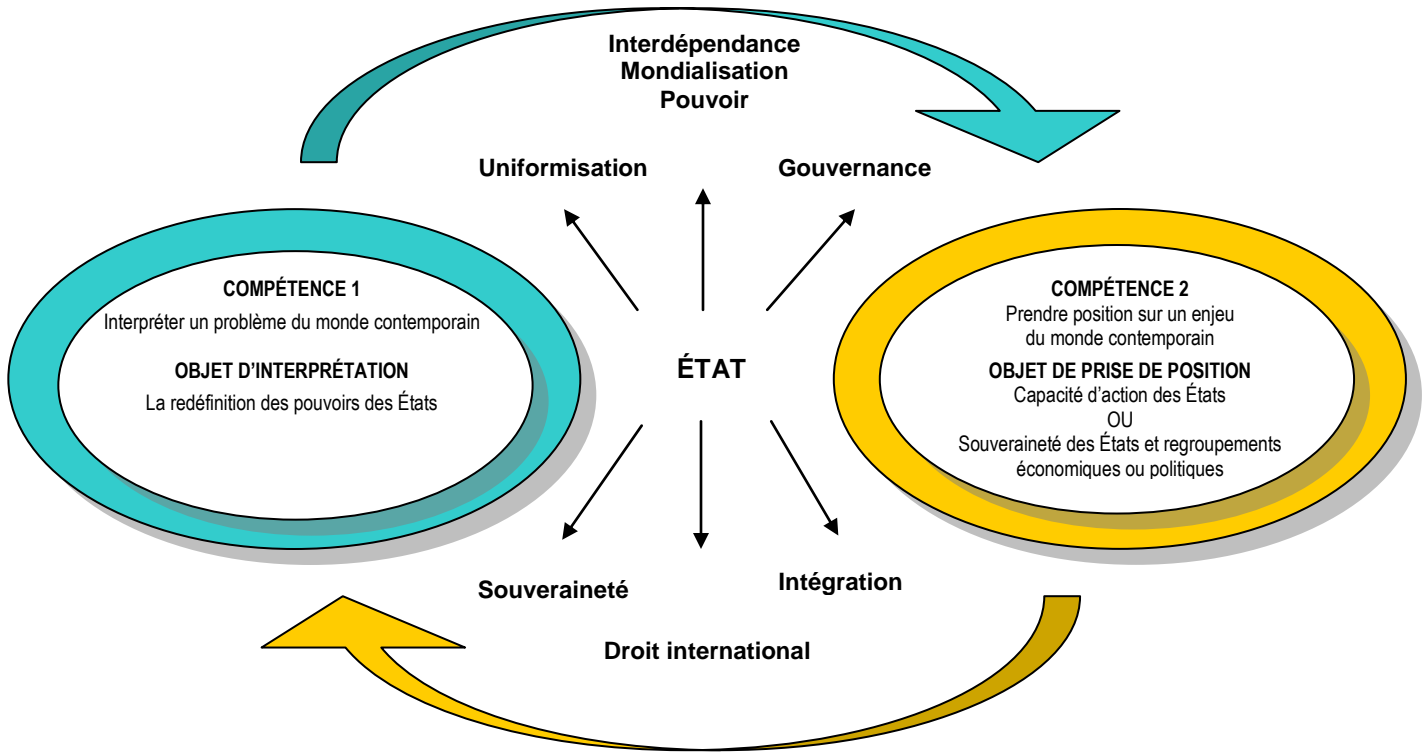 Interdépendance
Mondialisation
Pouvoir
Uniformisation
Gouvernance
COMPÉTENCE 1
Interpréter un problème du monde contemporain
OBJET D'INTERPRÉTATION
La redéfinition des pouvoirs des États
ÉTAT
COMPÉTENCE 2
Prendre position sur un enjeu
du monde contemporain
OBJET DE PRISE DE POSITION
Capacité d'action des États
OU
Souveraineté des États et regroupements
économiques ou politiques
Souveraineté
Intégration
Droit international